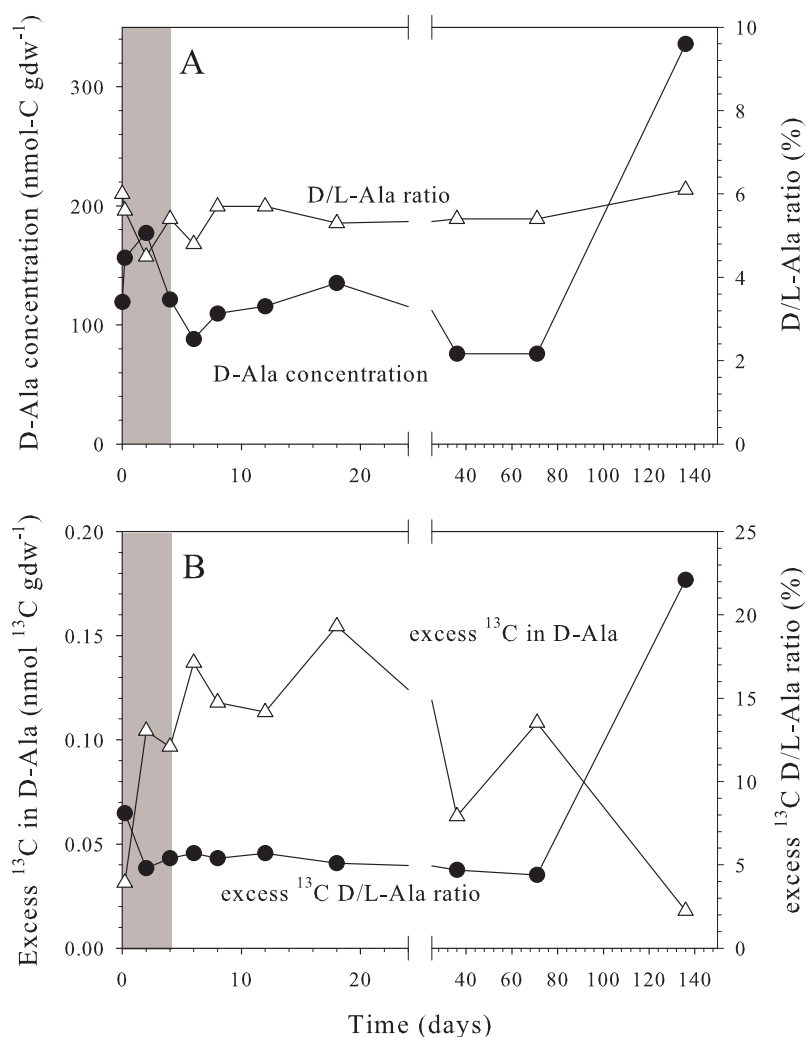 A
D-Ala concentration (nmol-C gdw⁻¹)
300
200
100
0
D/L-Ala ratio
D-Ala concentration
10
8
6
4
2
0
D/L-Ala ratio (%)
0 10 20 40 60 80 100 120 140
B
Excess ¹³C in D-Ala (nmol ¹³C gdw⁻¹)
0.20
0.15
0.10
0.05
0.00
excess ¹³C in D-Ala
excess ¹³C D/L-Ala ratio
25
20
15
10
5
0
excess ¹³C D/L-Ala ratio (%)
0 10 20 40 60 80 100 120 140
Time (days)